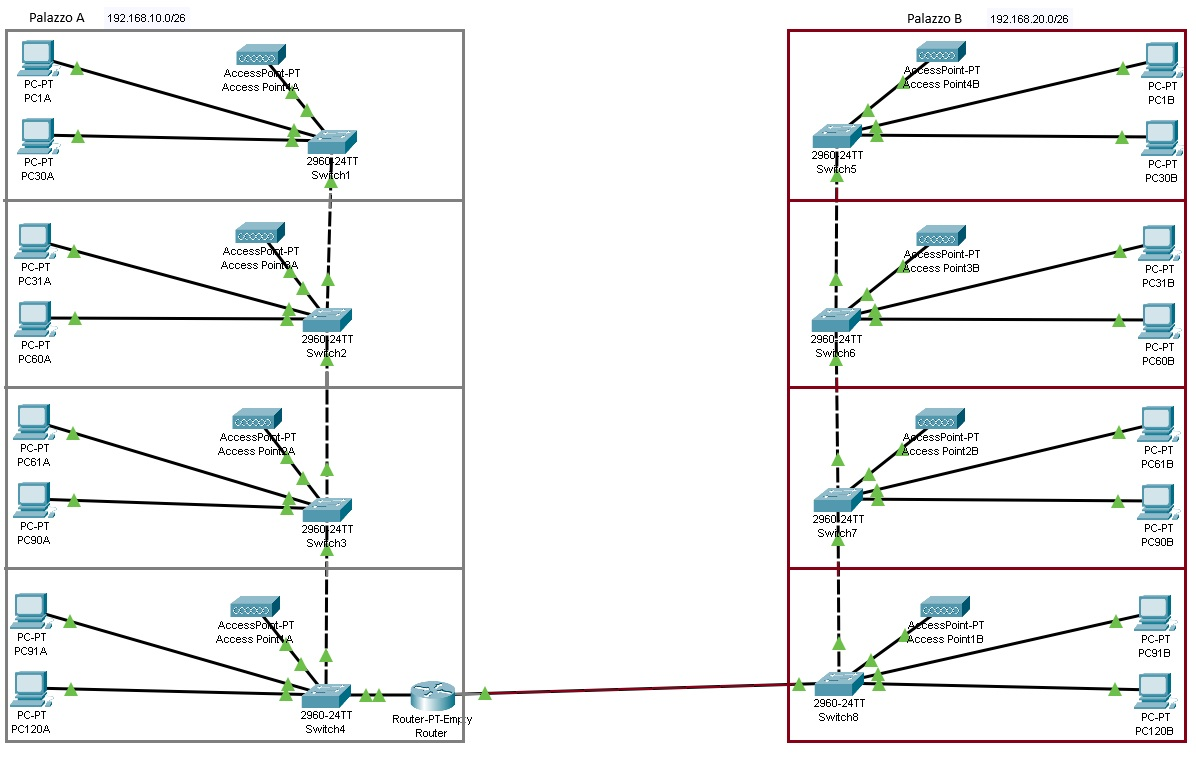 Palazzo A 192.168.10.0/26
PC-PT
PC1A
AccessPoint-PT
Access Point4A
PC-PT
PC30A
2960-24TT
Switch1
PC-PT
PC31A
AccessPoint-PT
Access Point3A
PC-PT
PC60A
2960-24TT
Switch2
PC-PT
PC61A
AccessPoint-PT
Access Point2A
PC-PT
PC90A
2960-24TT
Switch3
PC-PT
PC91A
AccessPoint-PT
Access Point1A
PC-PT
PC120A
2960-24TT
Switch4
Router-PT-Empty
Router
Palazzo B 192.168.20.0/26
AccessPoint-PT
Access Point4B
PC-PT
PC1B
2960-24TT
Switch5
PC-PT
PC30B
AccessPoint-PT
Access Point3B
PC-PT
PC31B
2960-24TT
Switch6
PC-PT
PC60B
AccessPoint-PT
Access Point2B
PC-PT
PC61B
2960-24TT
Switch7
PC-PT
PC90B
AccessPoint-PT
Access Point1B
PC-PT
PC91B
2960-24TT
Switch8
PC-PT
PC120B